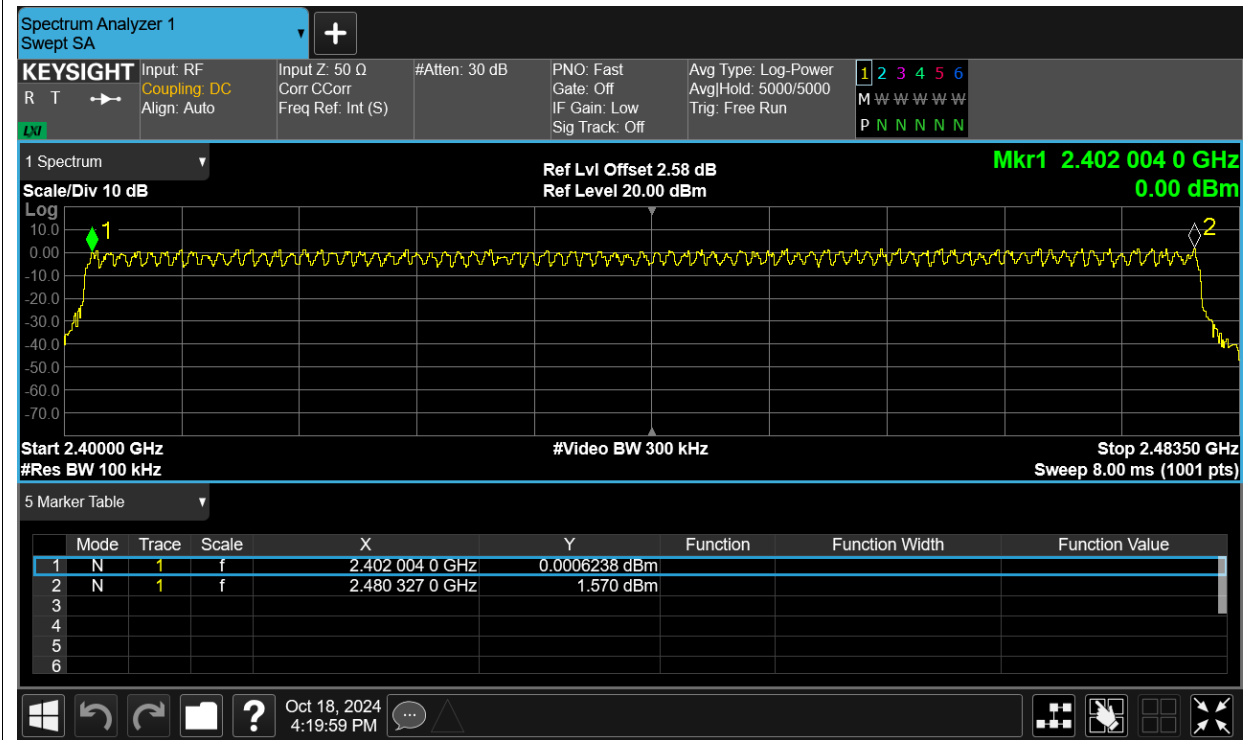 Spectrum Analyzer 1
Swept SA
KEYSIGHT Input: RF Input Z: 50 Ω #Atten: 30 dB PNO: Fast Avg Type: Log-Power 1 2 3 4 5 6
R T Coupling: DC Corr CCorr Gate: Off Avg|Hold: 5000/5000 M W W W W W
Align: Auto Freq Ref: Int (S) IF Gain: Low Trig: Free Run
LXI Sig Track: Off P N N N N N
1 Spectrum Ref Lvl Offset 2.58 dB Mkr1 2.402 004 0 GHz
Scale/Div 10 dB Ref Level 20.00 dBm 0.00 dBm
Log
10.0 1 2
0.00
-10.0
-20.0
-30.0
-40.0
-50.0
-60.0
-70.0
Start 2.40000 GHz #Video BW 300 kHz Stop 2.48350 GHz
#Res BW 100 kHz Sweep 8.00 ms (1001 pts)
5 Marker Table
Mode Trace Scale X Y Function Function Width Function Value
1 N 1 f 2.402 004 0 GHz 0.0006238 dBm
2 N 1 f 2.480 327 0 GHz 1.570 dBm
3
4
5
6
? Oct 18, 2024
4:19:59 PM